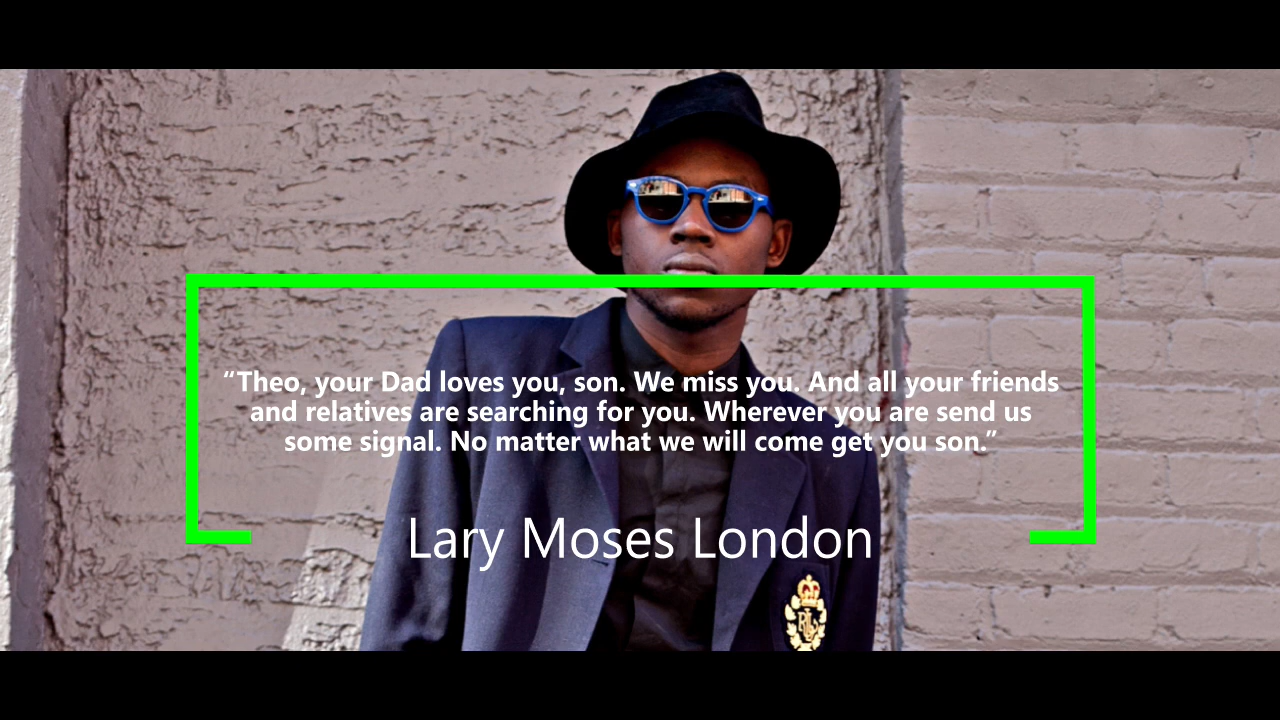 “Theo, your Dad loves you, son. We miss you. And all your friends
and relatives are searching for you. Wherever you are send us
some signal. No matter what we will come get you son.”
Lary Moses London
RLL